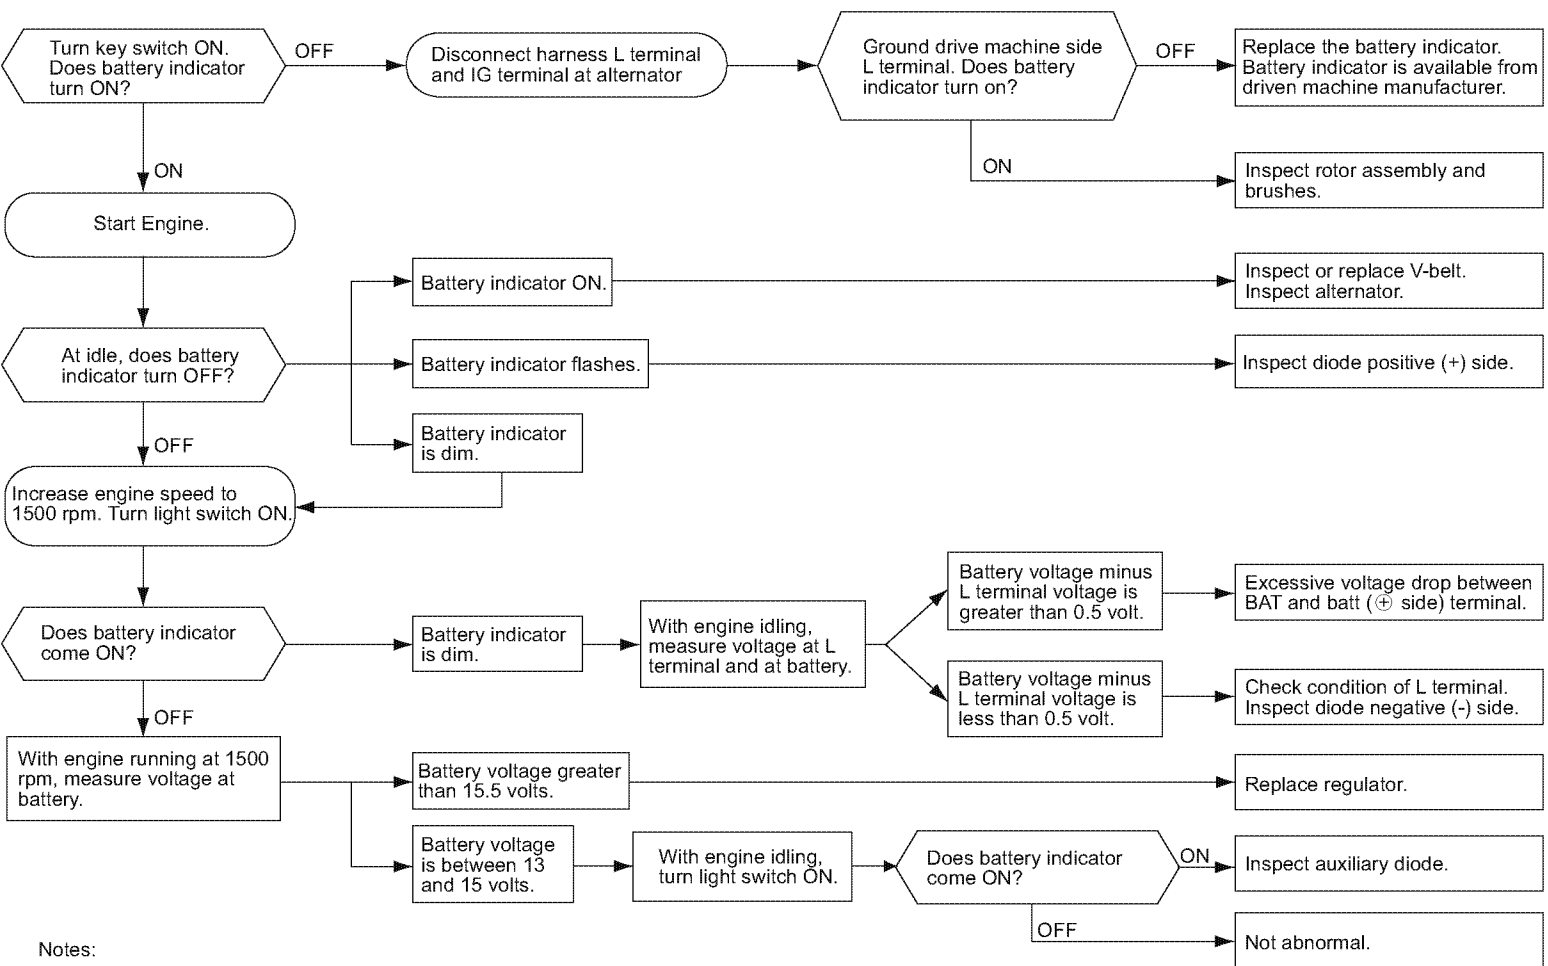 Turn key switch ON.
Does battery indicator
turn ON?
OFF
Disconnect harness L terminal
and IG terminal at alternator
Ground drive machine side
L terminal. Does battery
indicator turn on?
OFF
Replace the battery indicator.
Battery indicator is available from
driven machine manufacturer.
ON
Inspect rotor assembly and
brushes.
ON
Start Engine.
At idle, does battery
indicator turn OFF?
Battery indicator ON.
Inspect or replace V-belt.
Inspect alternator.
Battery indicator flashes.
Inspect diode positive (+) side.
Battery indicator
is dim.
OFF
Increase engine speed to
1500 rpm. Turn light switch ON.
Does battery indicator
come ON?
Battery indicator
is dim.
With engine idling,
measure voltage at L
terminal and at battery.
Battery voltage minus
L terminal voltage is
greater than 0.5 volt.
Excessive voltage drop between
BAT and batt (⊕ side) terminal.
Battery voltage minus
L terminal voltage is
less than 0.5 volt.
Check condition of L terminal.
Inspect diode negative (-) side.
OFF
With engine running at 1500
rpm, measure voltage at
battery.
Battery voltage greater
than 15.5 volts.
Replace regulator.
Battery voltage
is between 13
and 15 volts.
With engine idling,
turn light switch ON.
Does battery indicator
come ON?
ON
Inspect auxiliary diode.
OFF
Not abnormal.
Notes: